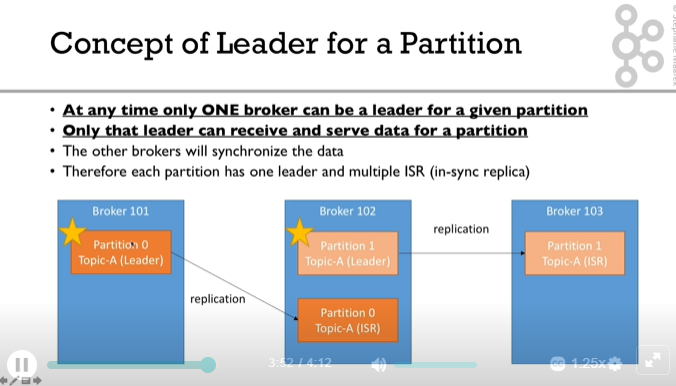 Concept of Leader for a Partition
• At any time only ONE broker can be a leader for a given partition
• Only that leader can receive and serve data for a partition
• The other brokers will synchronize the data
• Therefore each partition has one leader and multiple ISR (in-sync replica)
Broker 101
Partition 0
Topic-A (Leader)
replication
Broker 102
Partition 1
Topic-A (Leader)
Partition 0
Topic-A (ISR)
replication
Broker 103
Partition 1
Topic-A (ISR)
3:52 / 4:12
CC
1.25x